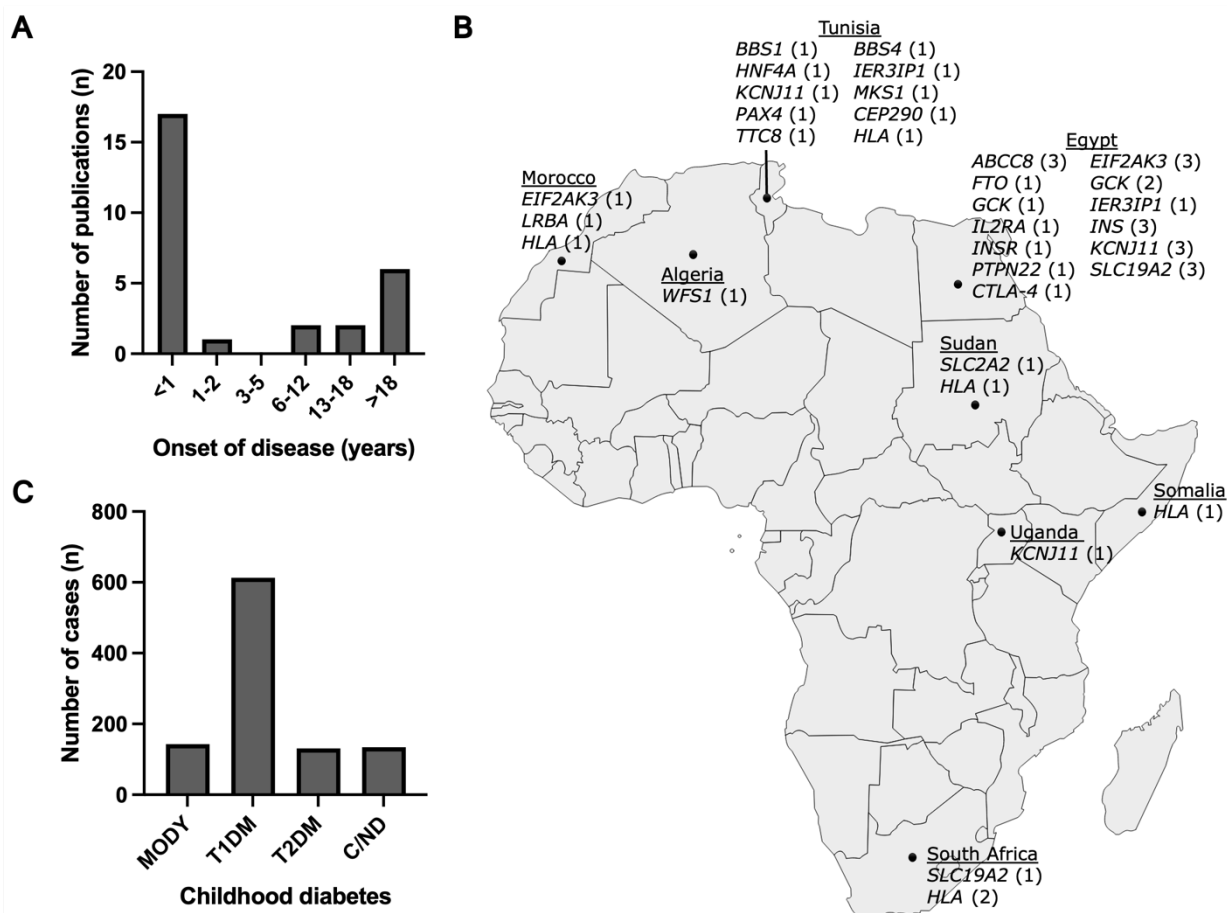 A
Number of publications (n)
20
15
10
5
0
<1
1-2
3-5
6-12
13-18
>18
Onset of disease (years)
B
Tunisia
BBS1 (1) BBS4 (1)
HNF4A (1) IER3IP1 (1)
KCNJ11 (1) MKS1 (1)
PAX4 (1) CEP290 (1)
TTC8 (1) HLA (1)
Egypt
ABCC8 (3) EIF2AK3 (3)
FTO (1) GCK (2)
GCK (1) IER3IP1 (1)
IL2RA (1) INS (3)
INSR (1) KCNJ11 (3)
PTPN22 (1) SLC19A2 (3)
CTLA-4 (1)
Morocco
EIF2AK3 (1)
LRBA (1)
HLA (1)
Algeria
WFS1 (1)
Sudan
SLC2A2 (1)
HLA (1)
Somalia
HLA (1)
Uganda
KCNJ11 (1)
South Africa
SLC19A2 (1)
HLA (2)
C
Number of cases (n)
800
600
400
200
0
MODY
T1DM
T2DM
C/ND
Childhood diabetes